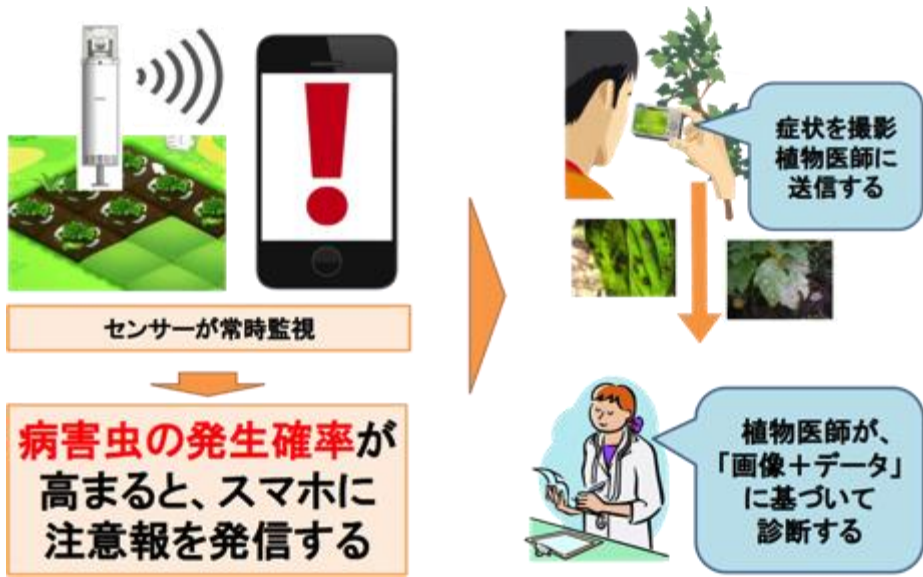 センサーが常時監視
病害虫の発生確率が
高まると、スマホに
注意報を発信する
症状を撮影
植物医師に
送信する
植物医師が、
「画像+データ」
に基づいて
診断する